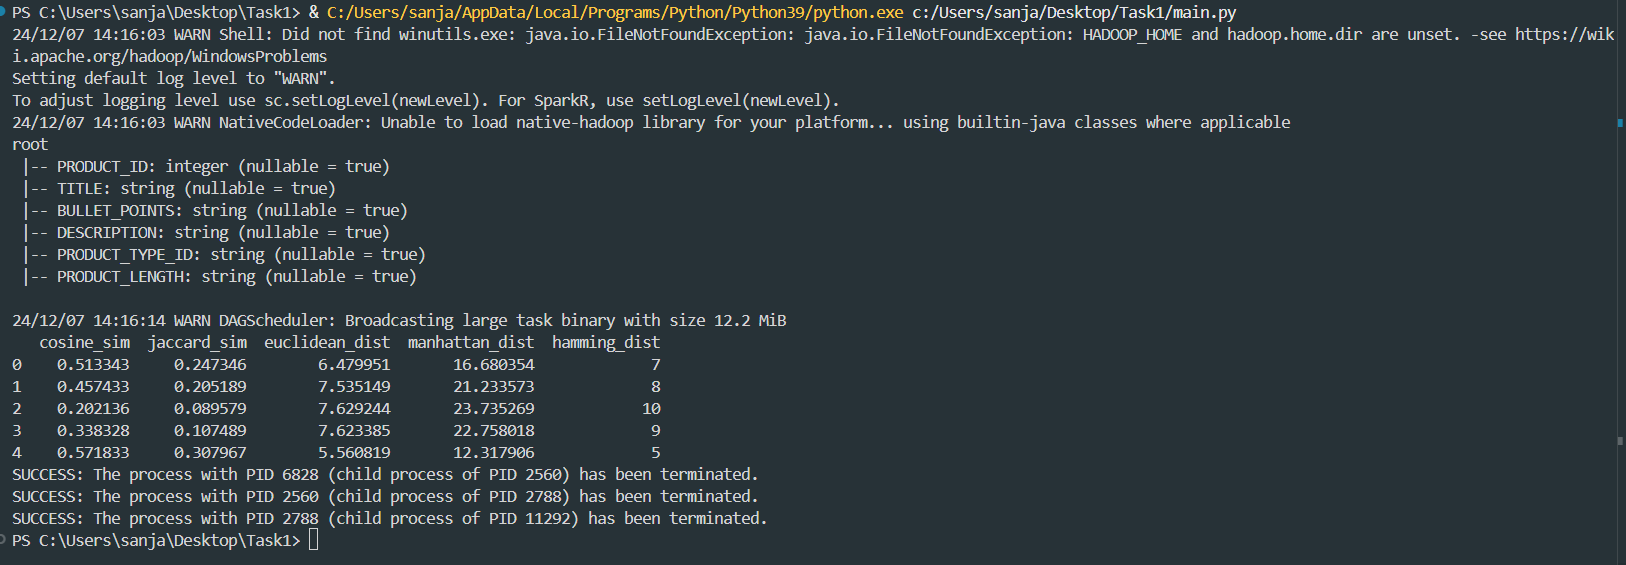 PS C:\Users\sanja\Desktop\Task1> & C:/Users/sanja/AppData/Local/Programs/Python/Python39/python.exe c:/Users/sanja/Desktop/Task1/main.py
24/12/07 14:16:03 WARN Shell: Did not find winutils.exe: java.io.FileNotFoundException: java.io.FileNotFoundException: HADOOP_HOME and hadoop.home.dir are unset. -see https://wik
i.apache.org/hadoop/WindowsProblems
Setting default log level to "WARN".
To adjust logging level use sc.setLogLevel(newLevel). For SparkR, use setLogLevel(newLevel).
24/12/07 14:16:03 WARN NativeCodeLoader: Unable to load native-hadoop library for your platform... using builtin-java classes where applicable
root
 |-- PRODUCT_ID: integer (nullable = true)
 |-- TITLE: string (nullable = true)
 |-- BULLET_POINTS: string (nullable = true)
 |-- DESCRIPTION: string (nullable = true)
 |-- PRODUCT_TYPE_ID: string (nullable = true)
 |-- PRODUCT_LENGTH: string (nullable = true)
24/12/07 14:16:14 WARN DAGScheduler: Broadcasting large task binary with size 12.2 MiB
   cosine_sim  jaccard_sim  euclidean_dist  manhattan_dist  hamming_dist
0    0.513343     0.247346        6.479951       16.680354             7
1    0.457433     0.205189        7.535149       21.233573             8
2    0.202136     0.089579        7.629244       23.735269            10
3    0.338328     0.107489        7.623385       22.758018             9
4    0.571833     0.307967        5.560819       12.317906             5
SUCCESS: The process with PID 6828 (child process of PID 2560) has been terminated.
SUCCESS: The process with PID 2560 (child process of PID 2788) has been terminated.
SUCCESS: The process with PID 2788 (child process of PID 11292) has been terminated.
PS C:\Users\sanja\Desktop\Task1>